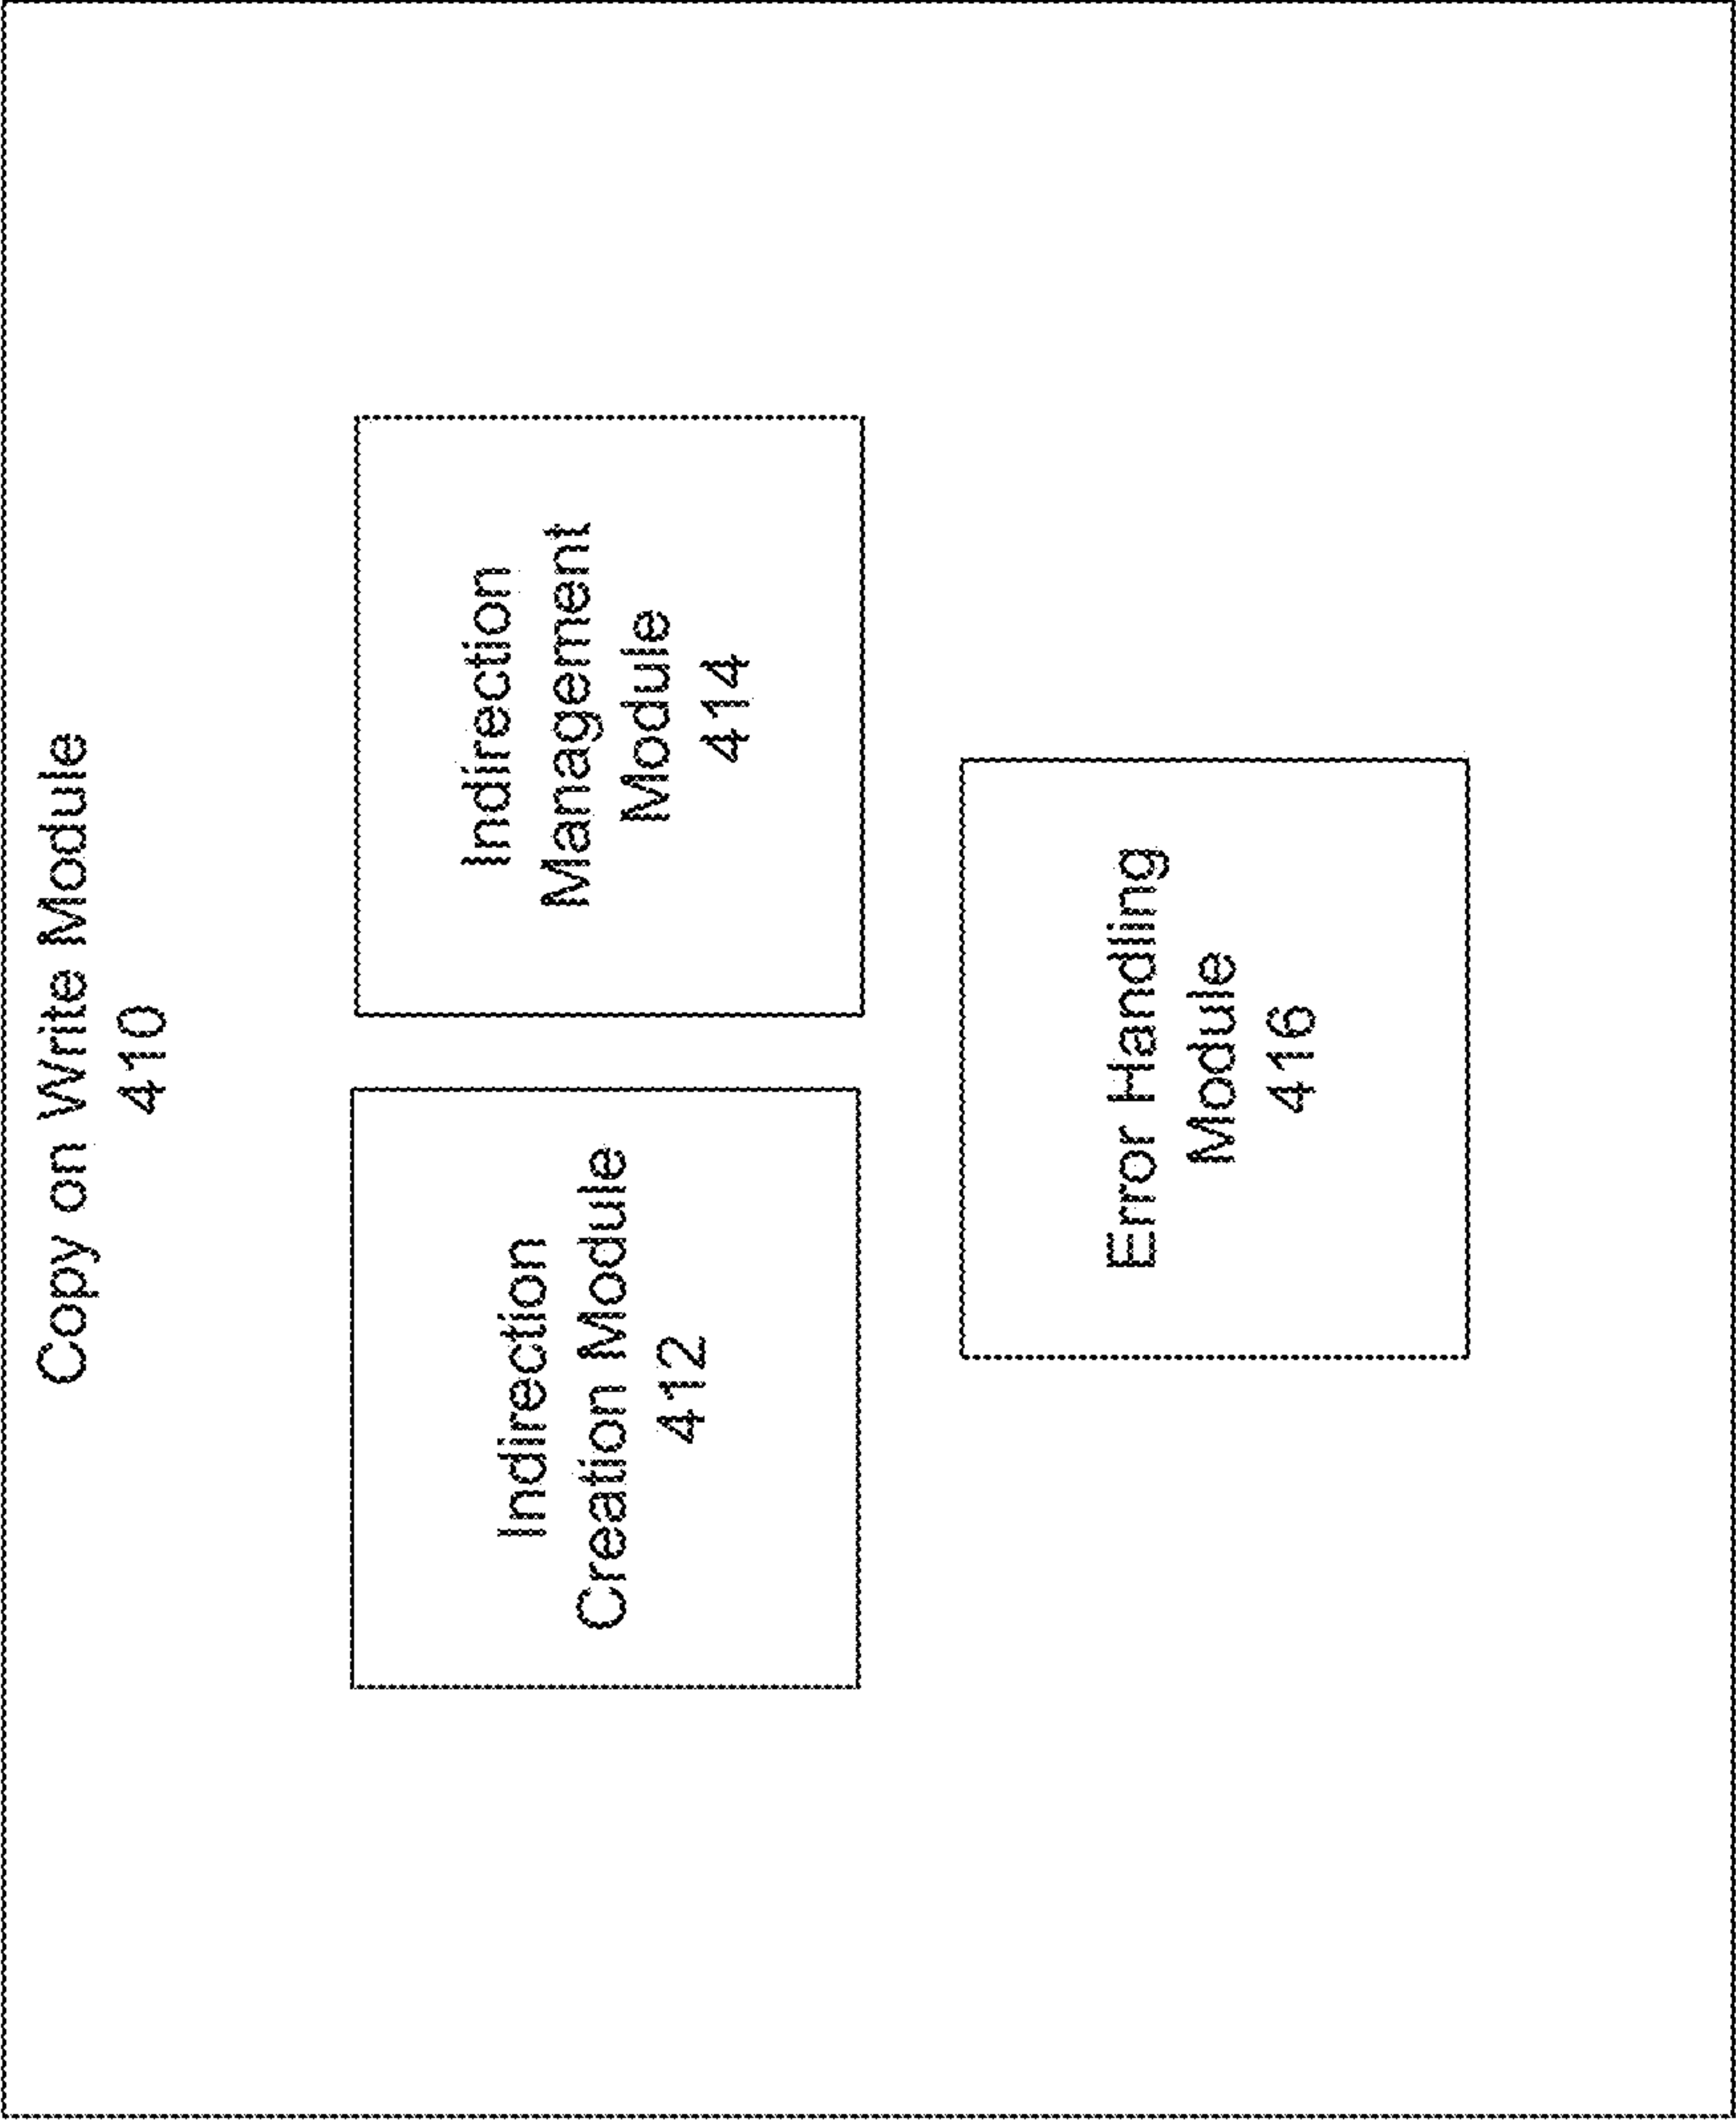 Copy on Write Module
410
Indirection
Creation Module
412
Indirection
Management
Module
414
Error Handling
Module
416